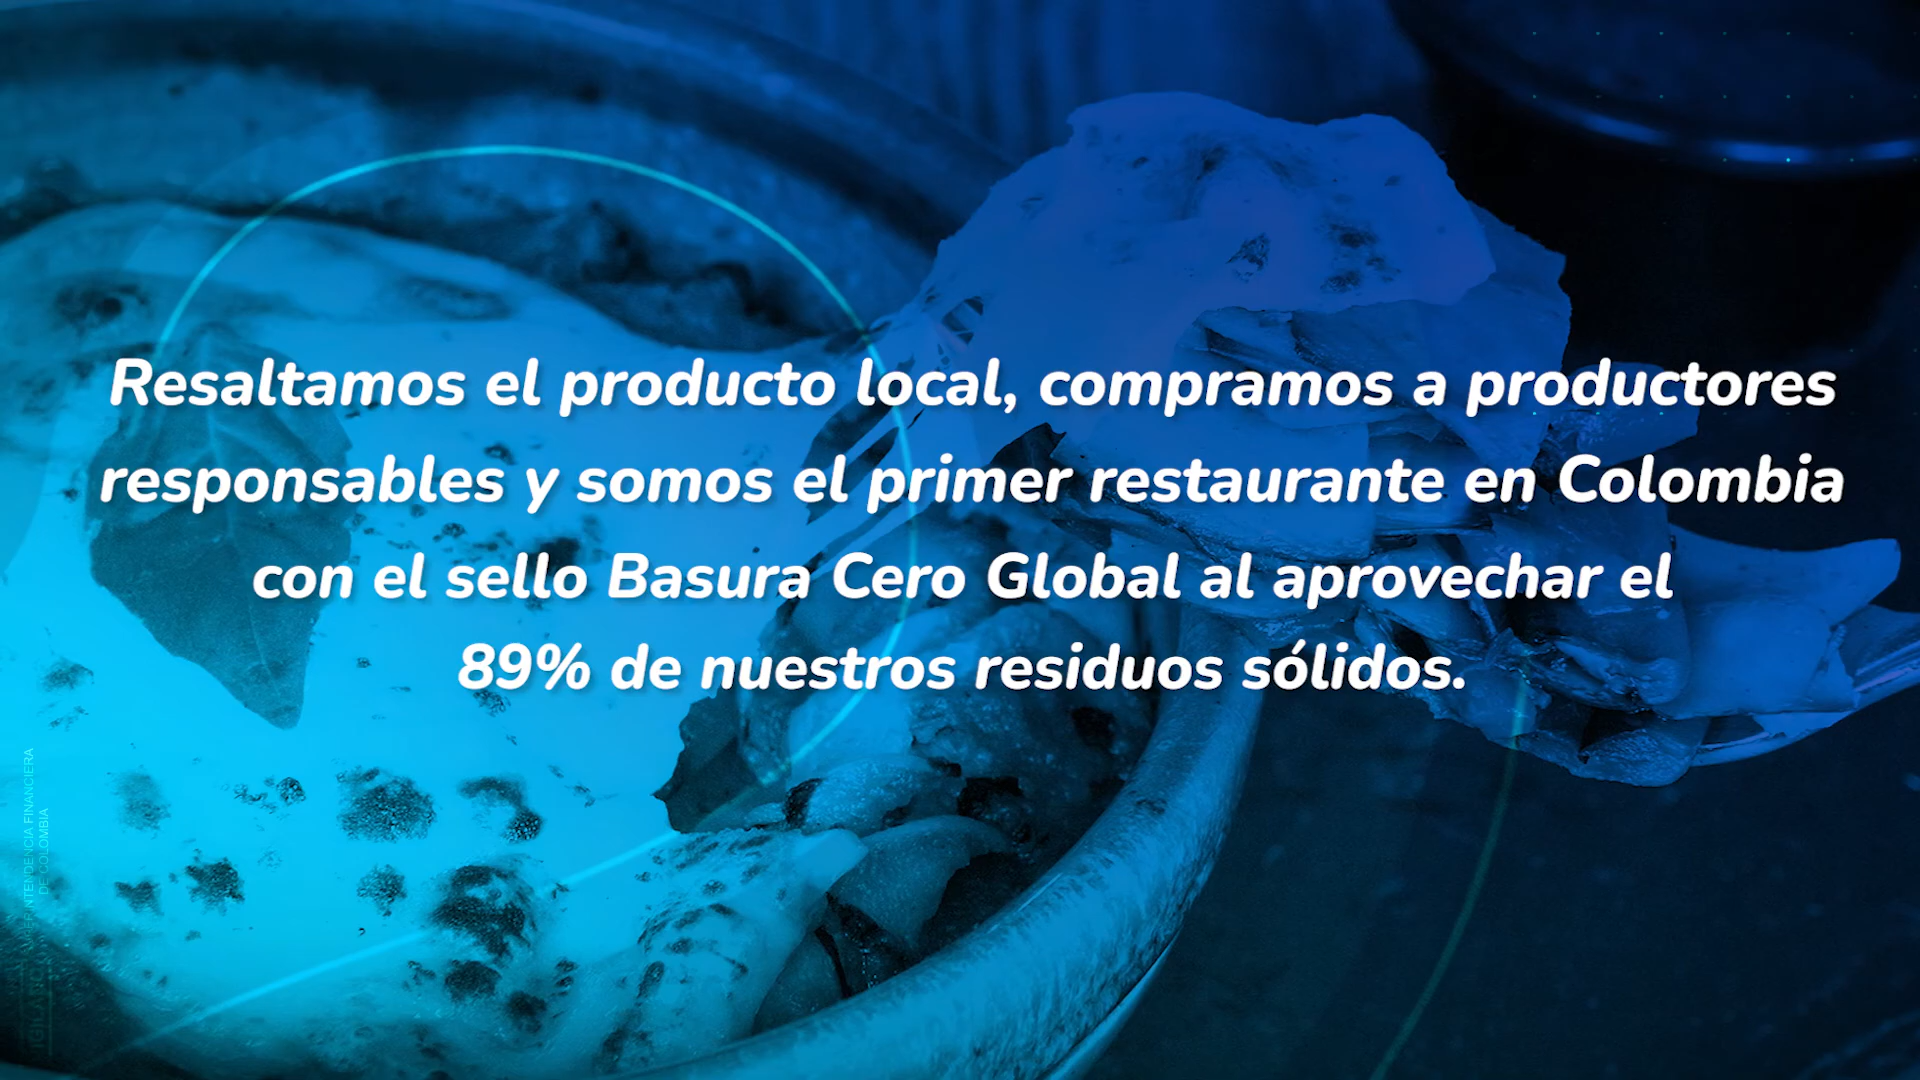 Resaltamos el producto local, compramos a productores
responsables y somos el primer restaurante en Colombia
con el sello Basura Cero Global al aprovechar el
89% de nuestros residuos sólidos.
SUPERINTENDENCIA FINANCIERA
DE COLOMBIA
VIGILADO